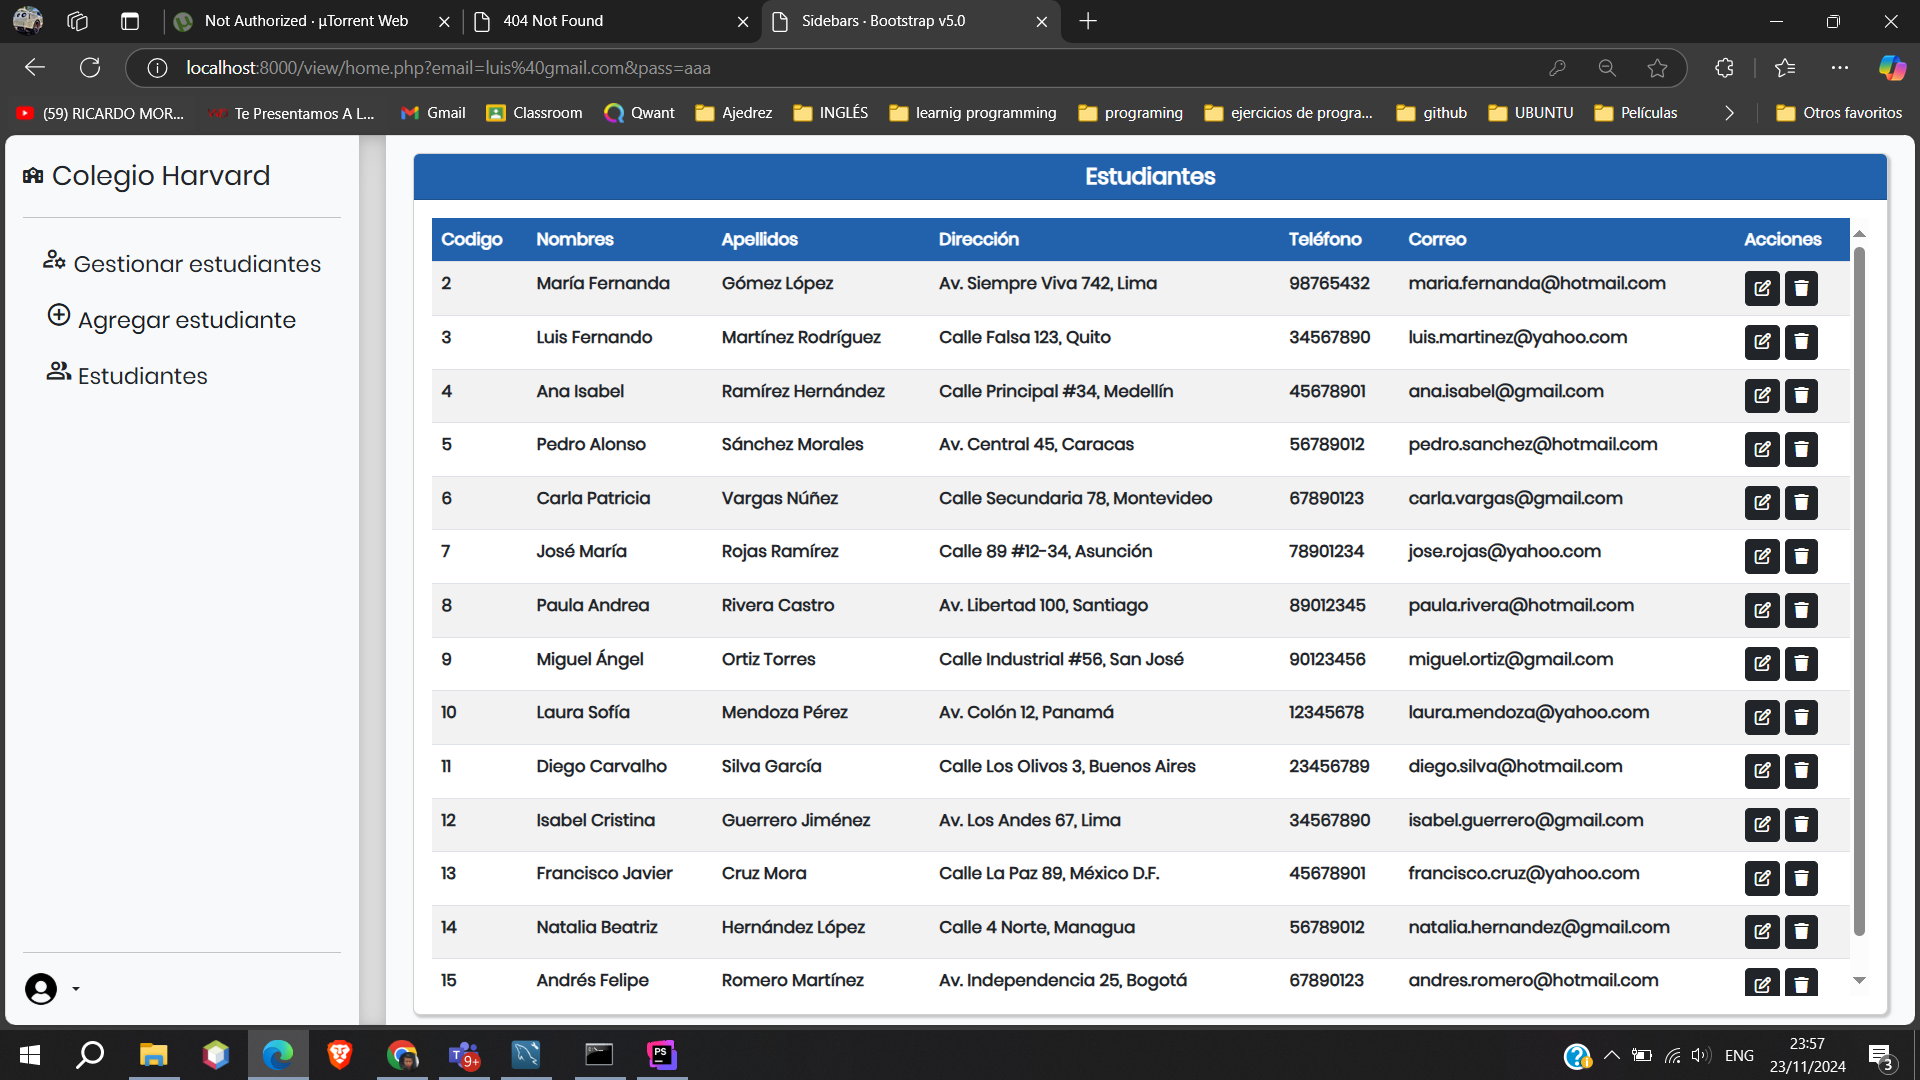 Not Authorized · µTorrent Web
404 Not Found
Sidebars · Bootstrap v5.0
localhost:8000/view/home.php?email=luis%40gmail.com&pass=aaa
(59) RICARDO MOR...
Te Presentamos A L...
Gmail
Classroom
Qwant
Ajedrez
INGLÉS
learnig programming
programing
ejercicios de progra...
github
UBUNTU
Películas
Otros favoritos
Colegio Harvard
Gestionar estudiantes
Agregar estudiante
Estudiantes
Estudiantes
Codigo Nombres Apellidos Dirección Teléfono Correo Acciones
2 María Fernanda Gómez López Av. Siempre Viva 742, Lima 98765432 maria.fernanda@hotmail.com
3 Luis Fernando Martínez Rodríguez Calle Falsa 123, Quito 34567890 luis.martinez@yahoo.com
4 Ana Isabel Ramírez Hernández Calle Principal #34, Medellín 45678901 ana.isabel@gmail.com
5 Pedro Alonso Sánchez Morales Av. Central 45, Caracas 56789012 pedro.sanchez@hotmail.com
6 Carla Patricia Vargas Núñez Calle Secundaria 78, Montevideo 67890123 carla.vargas@gmail.com
7 José María Rojas Ramírez Calle 89 #12-34, Asunción 78901234 jose.rojas@yahoo.com
8 Paula Andrea Rivera Castro Av. Libertad 100, Santiago 89012345 paula.rivera@hotmail.com
9 Miguel Ángel Ortiz Torres Calle Industrial #56, San José 90123456 miguel.ortiz@gmail.com
10 Laura Sofía Mendoza Pérez Av. Colón 12, Panamá 12345678 laura.mendoza@yahoo.com
11 Diego Carvalho Silva García Calle Los Olivos 3, Buenos Aires 23456789 diego.silva@hotmail.com
12 Isabel Cristina Guerrero Jiménez Av. Los Andes 67, Lima 34567890 isabel.guerrero@gmail.com
13 Francisco Javier Cruz Mora Calle La Paz 89, México D.F. 45678901 francisco.cruz@yahoo.com
14 Natalia Beatriz Hernández López Calle 4 Norte, Managua 56789012 natalia.hernandez@gmail.com
15 Andrés Felipe Romero Martínez Av. Independencia 25, Bogotá 67890123 andres.romero@hotmail.com
9+
PS
ENG
23:57
23/11/2024
3